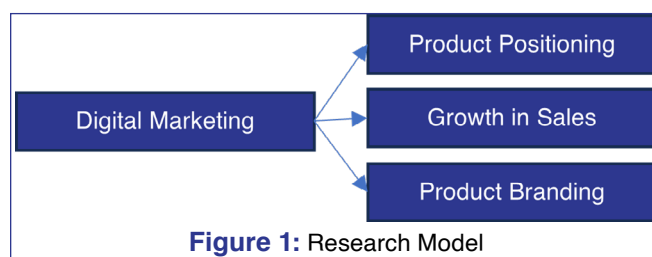 Product Positioning
Digital Marketing
Growth in Sales
Product Branding
Figure 1: Research Model